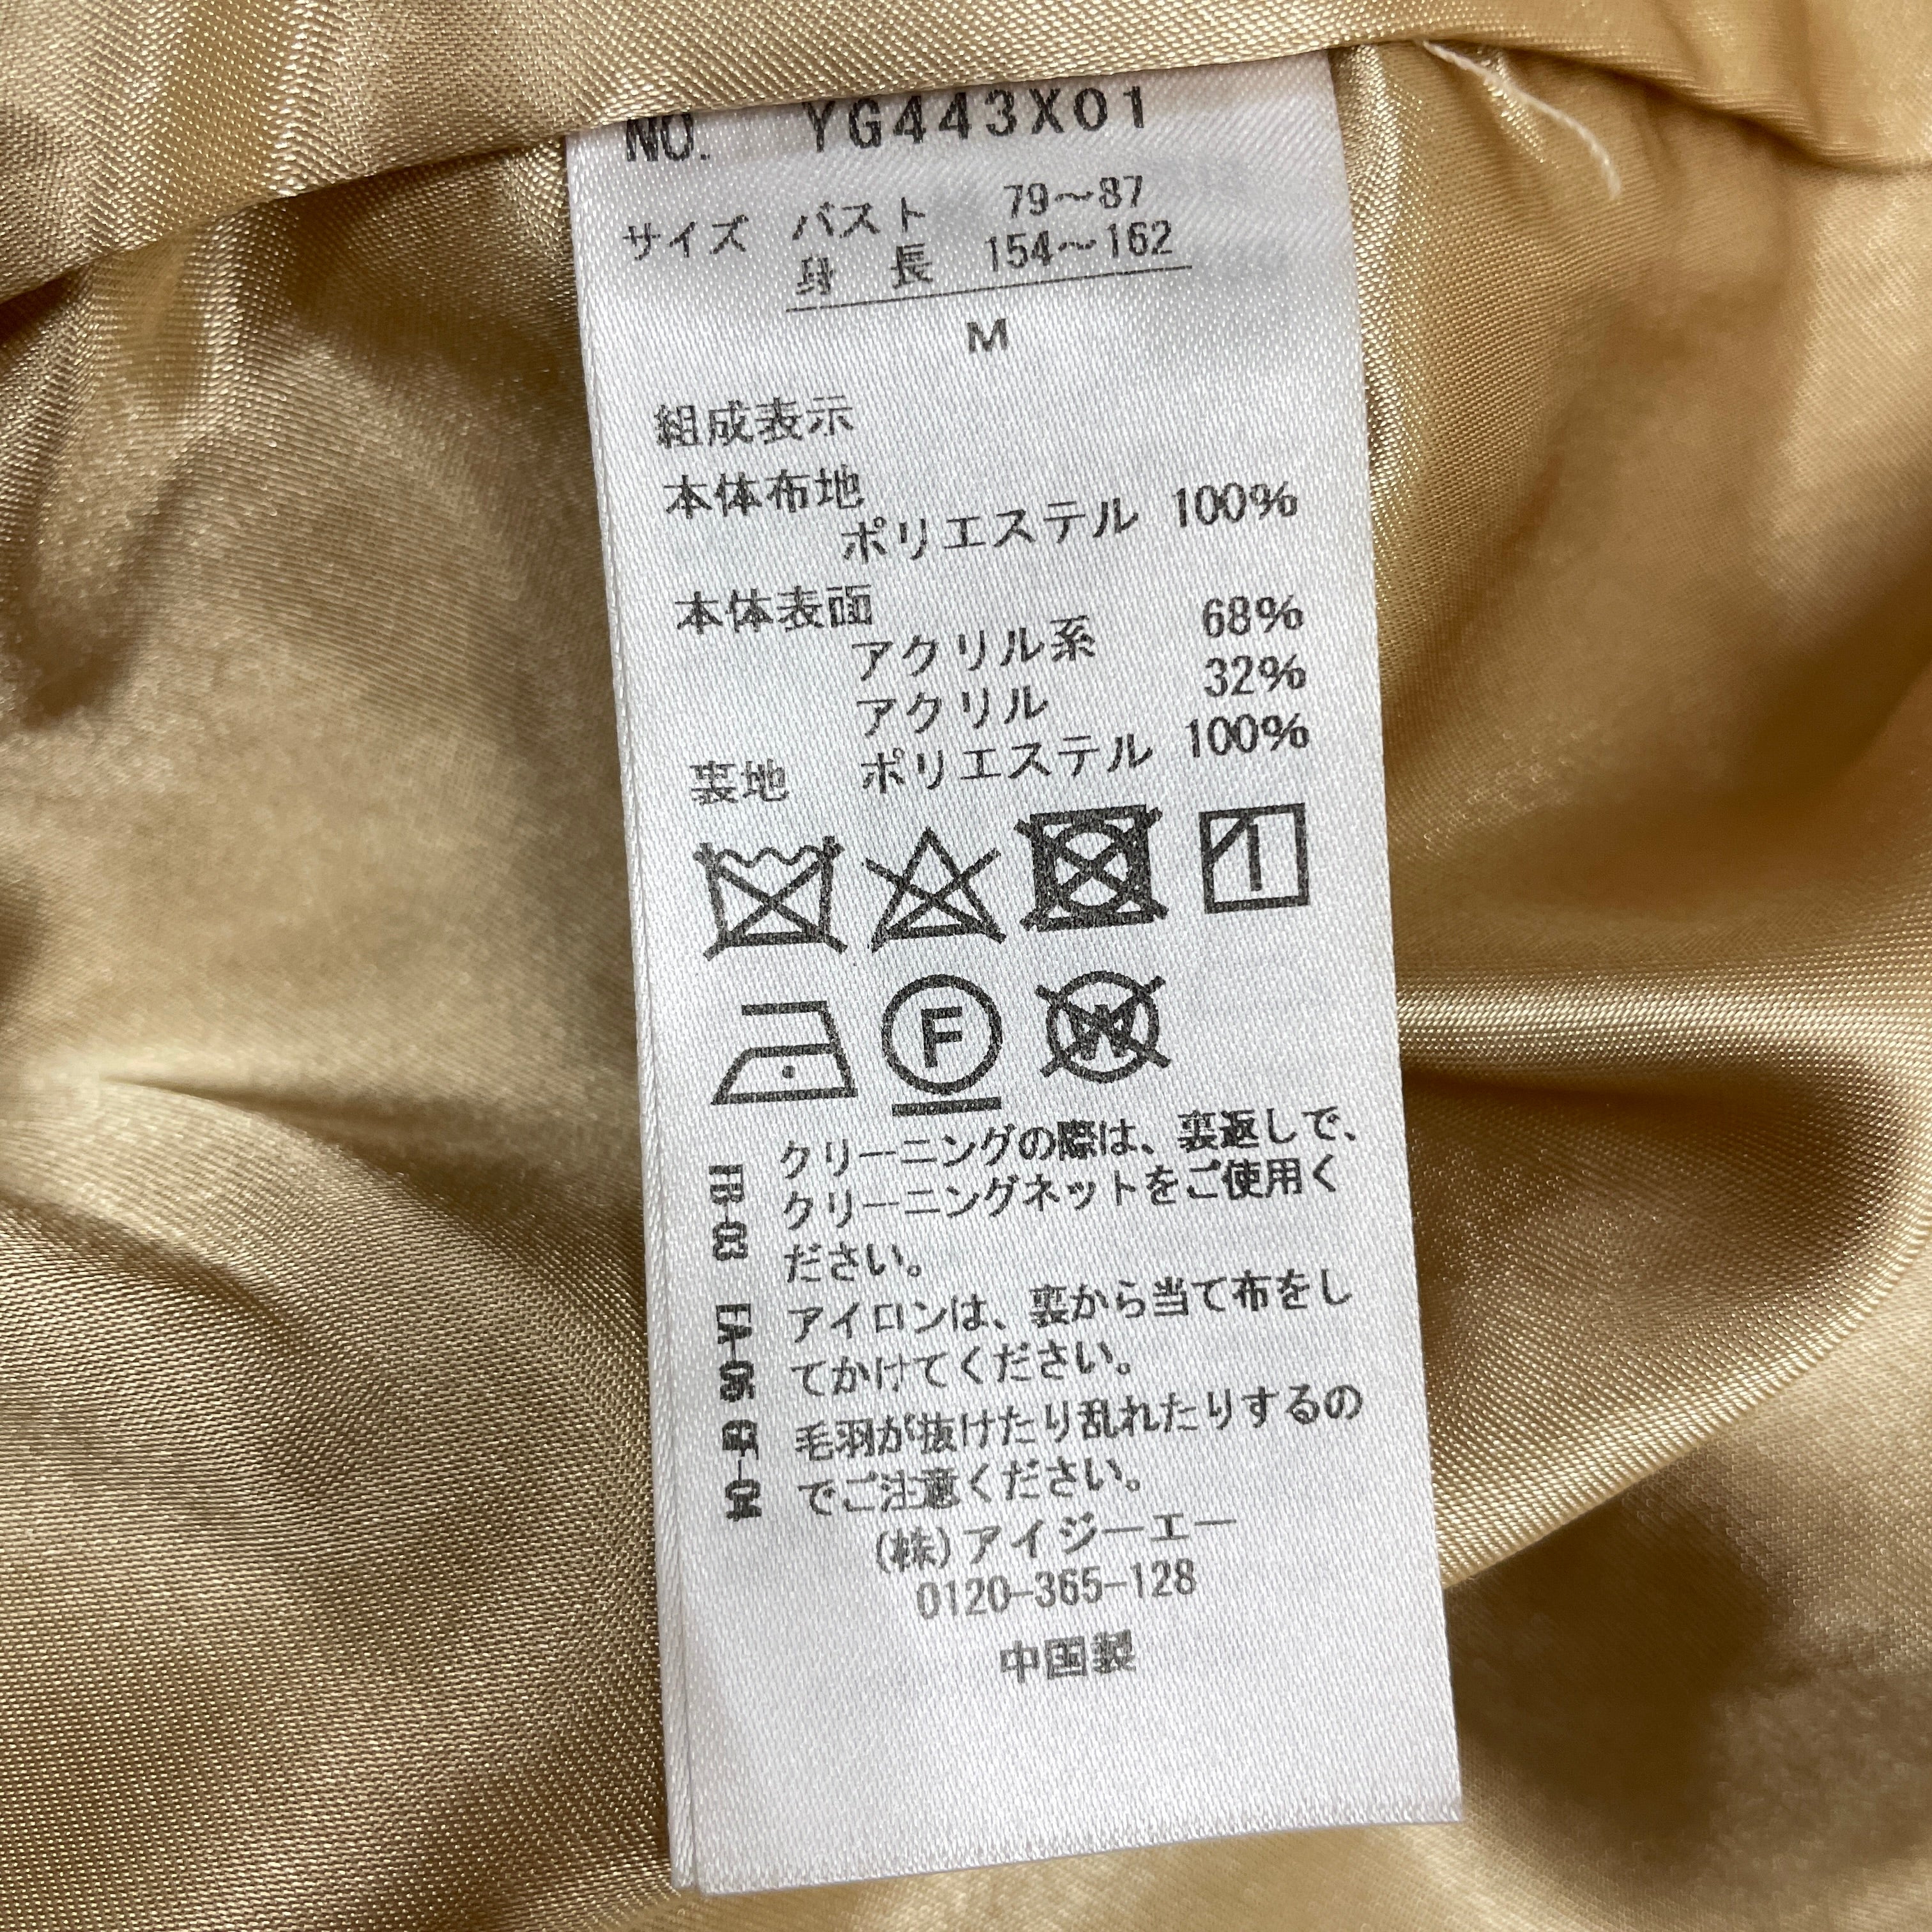 NO. YG443X01
サイズ バスト 79〜87
身 長 154〜162
M
組成表示
本体布地
ポリエステル 100%
本体表面
アクリル系 68%
アクリル 32%
裏地 ポリエステル 100%
F
W
クリーニングの際は、裏返しで、
クリーニングネットをご使用く
ださい。
アイロンは、裏から当て布をし
てかけてください。
毛羽が抜けたり乱れたりするの
でご注意ください。
(株)アイジーエー
0120-365-128
中国製